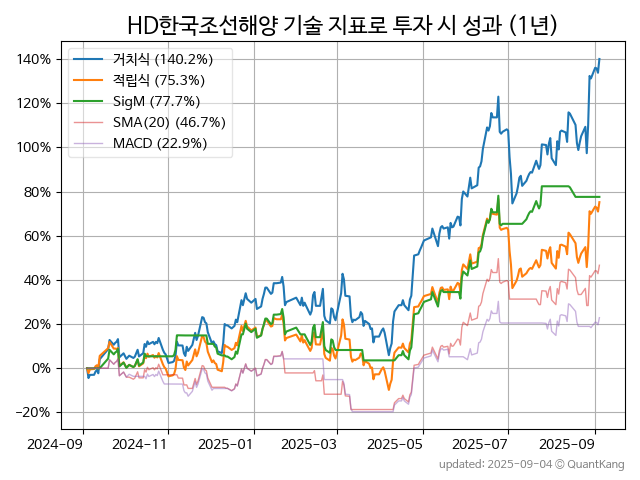 HD한국조선해양 기술 지표로 투자 시 성과 (1년)
140%
120%
100%
80%
60%
40%
20%
0%
−20%
거치식 (140.2%)
적립식 (75.3%)
SigM (77.7%)
SMA(20) (46.7%)
MACD (22.9%)
2024-09
2024-11
2025-01
2025-03
2025-05
2025-07
2025-09
updated: 2025-09-04 © QuantKang